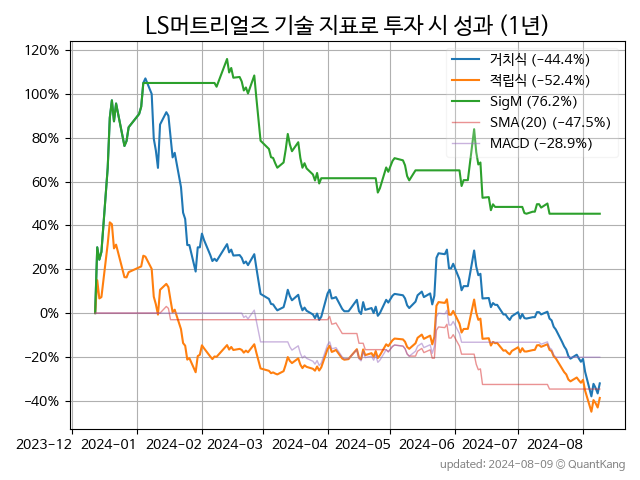 LS머트리얼즈 기술 지표로 투자 시 성과 (1년)
120%
100%
80%
60%
40%
20%
0%
−20%
−40%
거치식 (−44.4%)
적립식 (−52.4%)
SigM (76.2%)
SMA(20) (−47.5%)
MACD (−28.9%)
2023-12 2024-01 2024-02 2024-03 2024-04 2024-05 2024-06 2024-07 2024-08
updated: 2024-08-09 © QuantKang